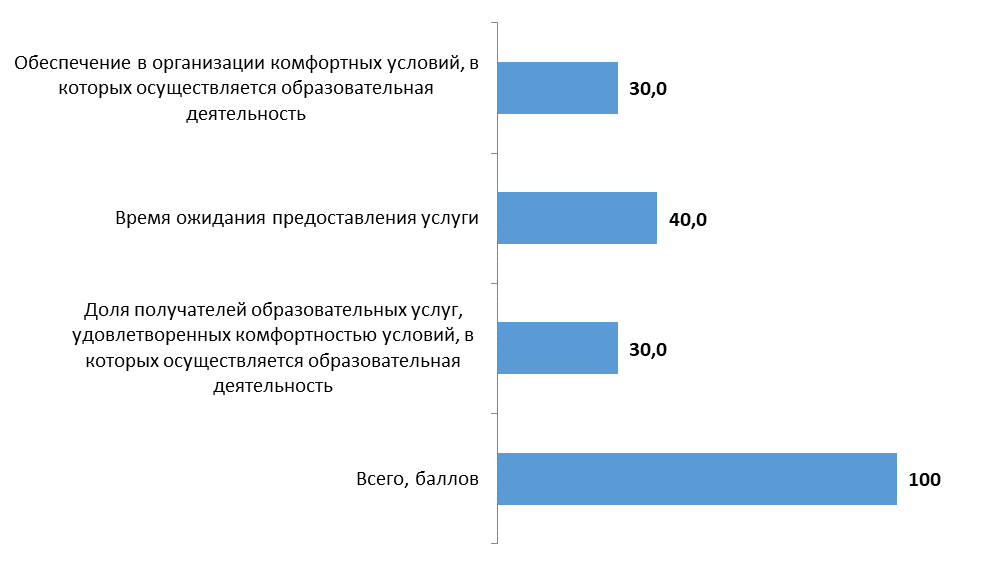 Обеспечение в организации комфортных условий, в
которых осуществляется образовательная
деятельность
30,0
Время ожидания предоставления услуги
40,0
Доля получателей образовательных услуг,
удовлетворенных комфортностью условий, в
которых осуществляется образовательная
деятельность
30,0
Всего, баллов
100